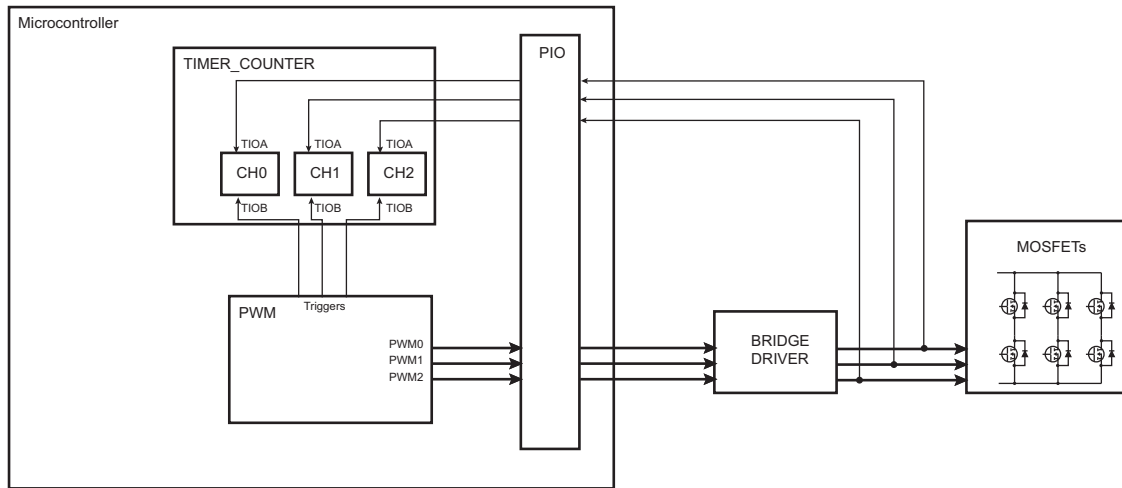 Microcontroller
TIMER_COUNTER
PIO
TIOA TIOA TIOA
CH0 CH1 CH2
TIOB TIOB TIOB
MOSFETs
Triggers
PWM
BRIDGE
DRIVER
PWM0
PWM1
PWM2